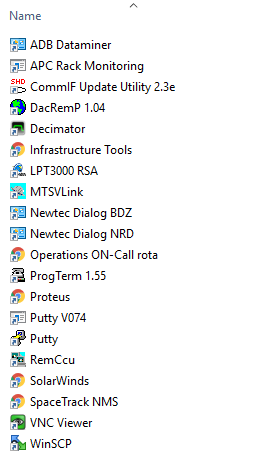 Name
ADB Dataminer
APC Rack Monitoring
SHD CommIF Update Utility 2.3e
DacRemP 1.04
Decimator
Infrastructure Tools
LPT3000 RSA
MTSVLink
Newtec Dialog BDZ
Newtec Dialog NRD
Operations ON-Call rota
ProgTerm 1.55
Proteus
Putty V074
Putty
RemCcu
SolarWinds
SpaceTrack NMS
VNC Viewer
WinSCP